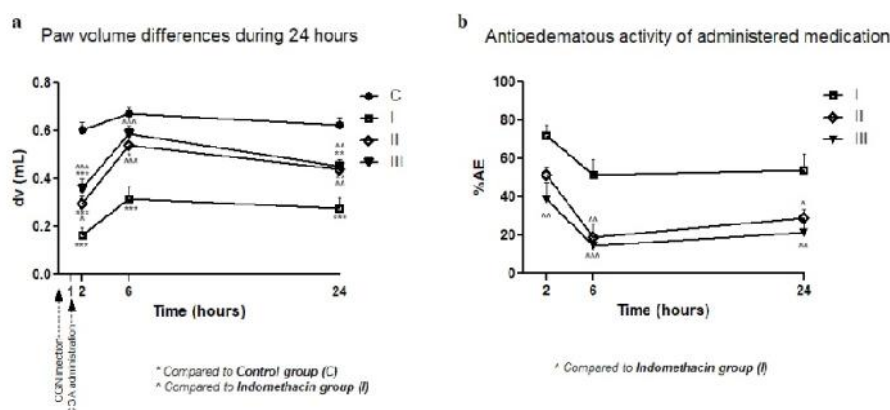 a
Paw volume differences during 24 hours
0.8
0.6
0.4
0.2
0.0
dv (mL)
C
I
II
III
^^^
^^^
***
***
^
***
^^^
***
^^
**
^^
***
1 2 6 24
Time (hours)
CGN injection
administration
* Compared to Control group (C)
^ Compared to Indomethacin group (I)
b
Antioedematous activity of administered medication
100
80
60
40
20
0
%AE
I
II
III
^^
^^
^^^
^
^^
2 6 24
Time (hours)
^ Compared to Indomethacin group (I)